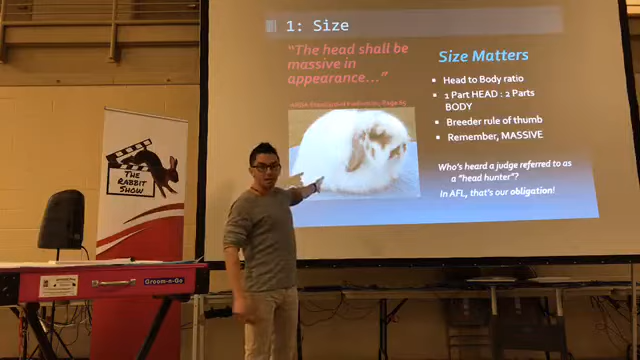 1: Size
"The head shall be
massive in
appearance..."
Size Matters
Head to Body ratio
1 Part HEAD : 2 Parts
BODY
Breeder rule of thumb
Remember, MASSIVE
Who's heard a judge referred to as
a "head hunter"?
In AFL, that's our obligation!
THE
RABBIT
SHOW
Groom-n-Go